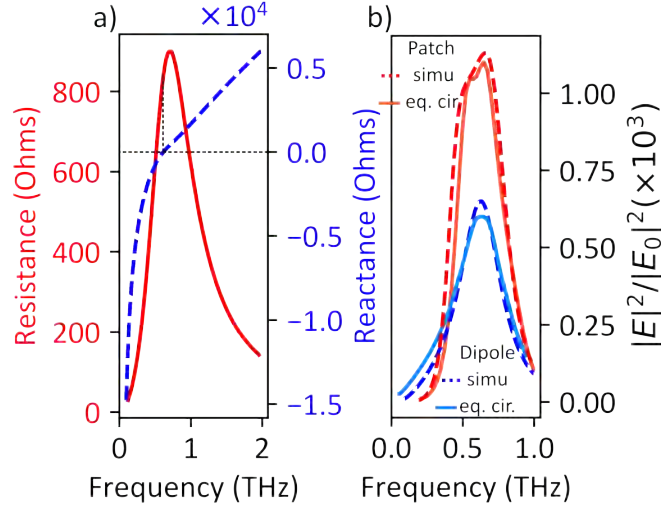 a)
×10⁴
b)
Resistance (Ohms)
800
600
400
200
0
0.5
0.0
−0.5
−1.0
−1.5
Reactance (Ohms)
0
1
2
Frequency (THz)
Patch
simu
eq. cir.
Dipole
simu
eq. cir.
1.00
0.75
0.50
0.25
0.00
|E|²/|E₀|²(×10³)
0.0
0.5
1.0
Frequency (THz)